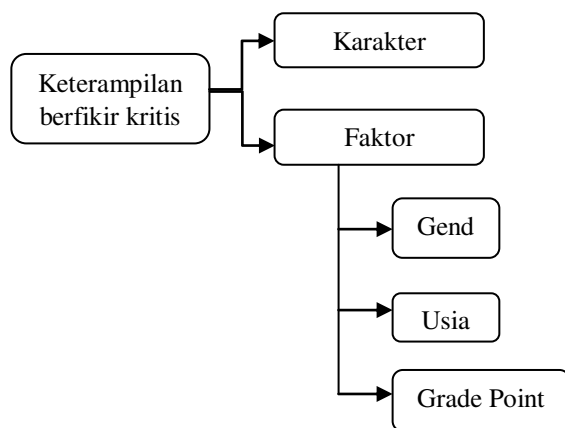 Keterampilan
berfikir kritis
Karakter
Faktor
Gend
Usia
Grade Point